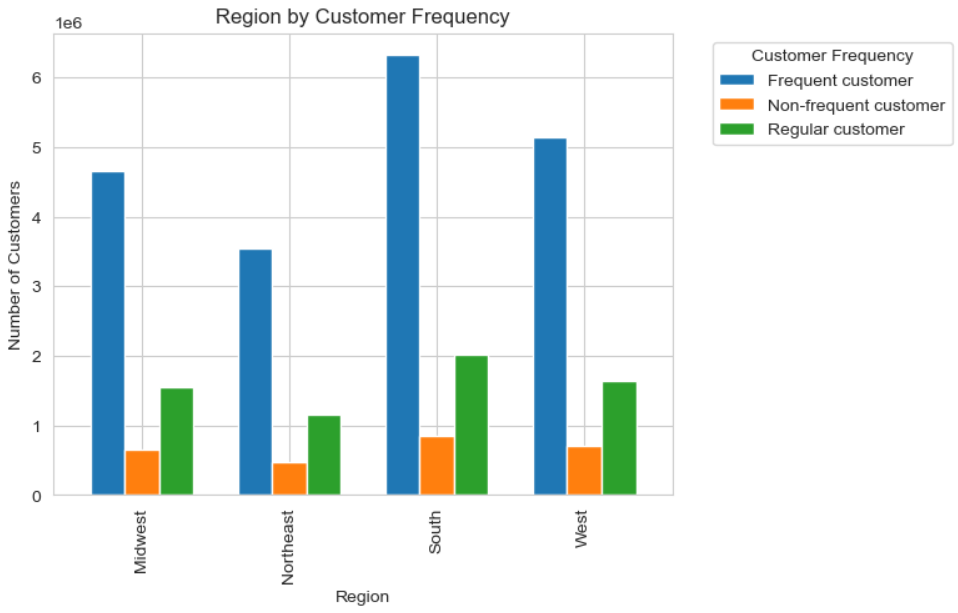 Region by Customer Frequency
1e6
Customer Frequency
Frequent customer
Non-frequent customer
Regular customer
Number of Customers
6
5
4
3
2
1
0
Midwest
Northeast
South
West
Region